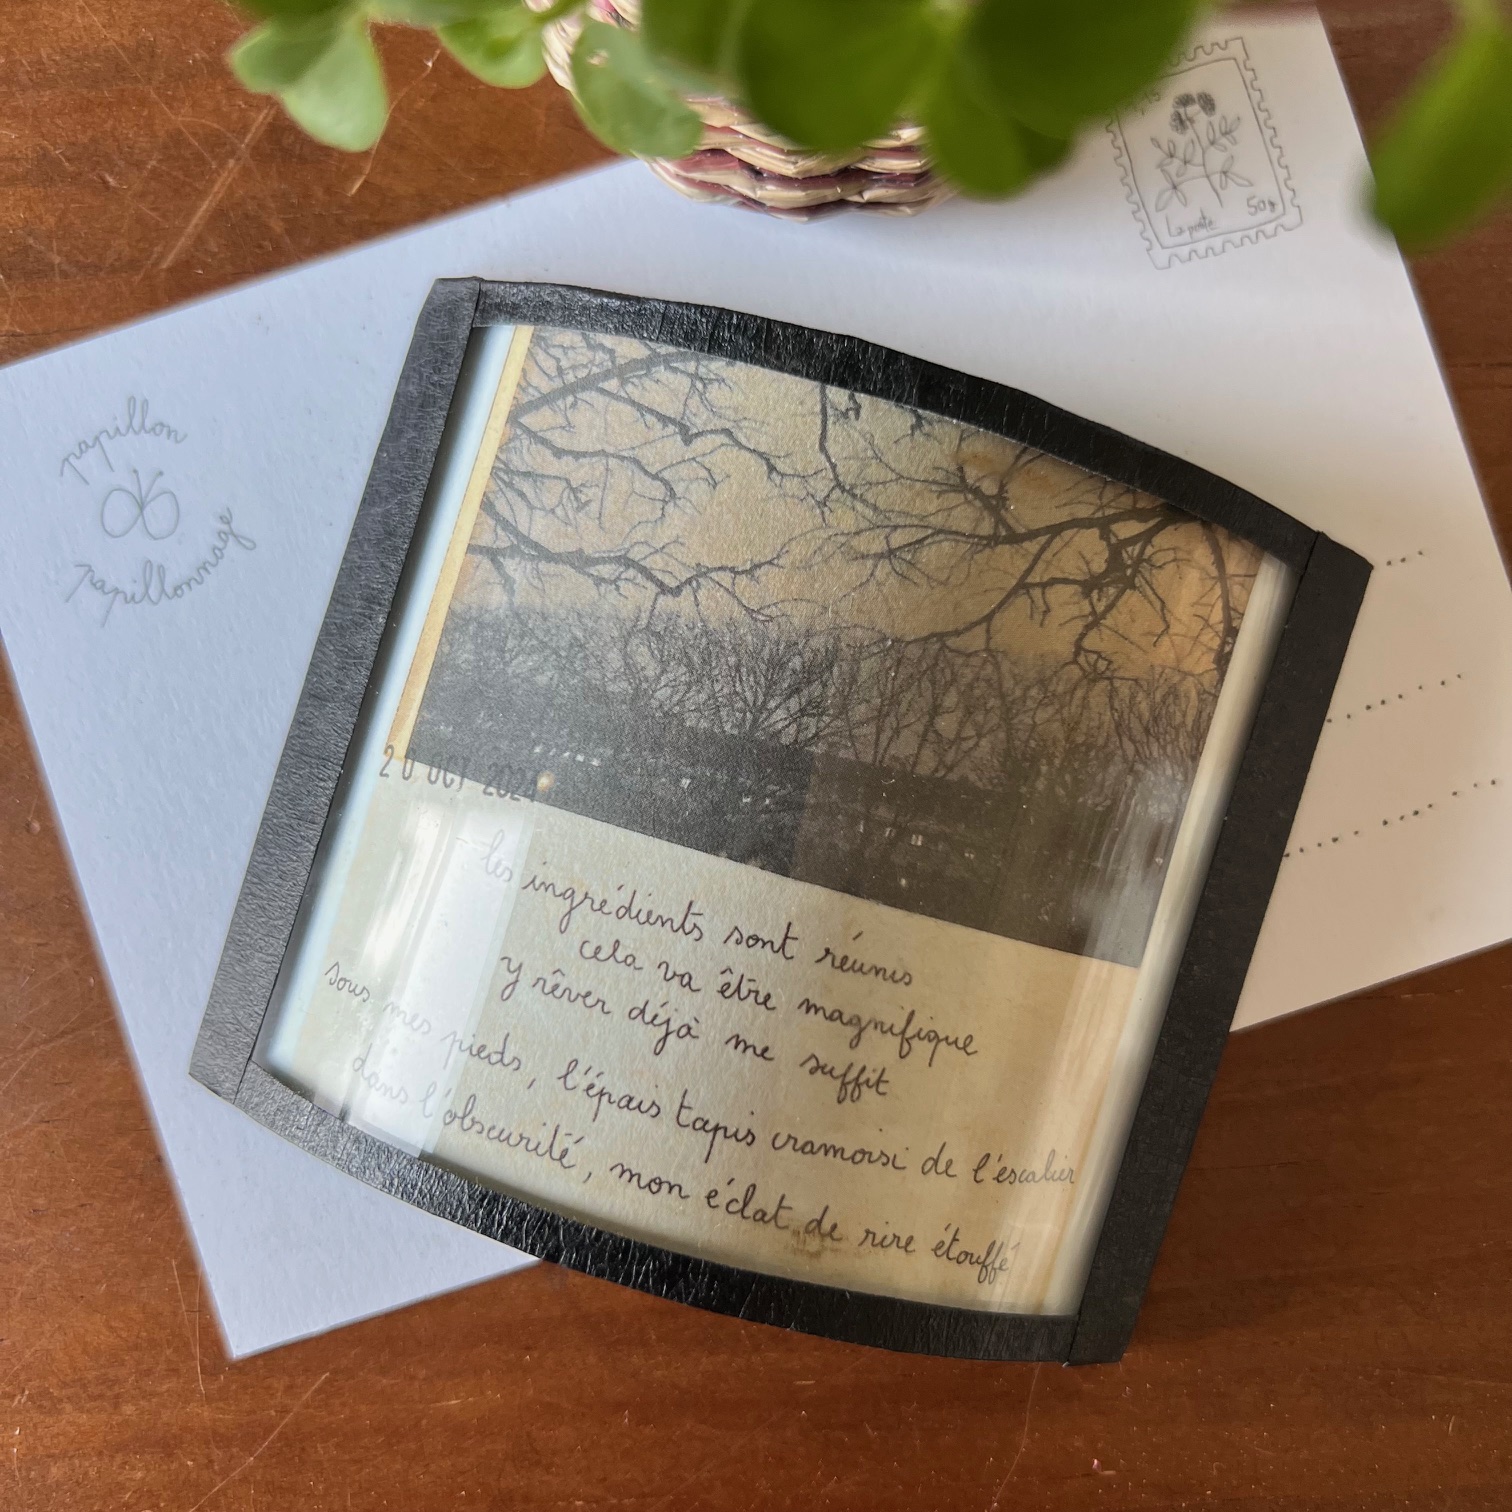 La poste 50g
papillon
papillonnage
20 OCT 2024
- les ingrédients sont réunis
cela va être magnifique
y rêver déjà me suffit
sous mes pieds, l'épais tapis cramoisi de l'escalier
dans l'obscurité, mon éclat de rire étouffé